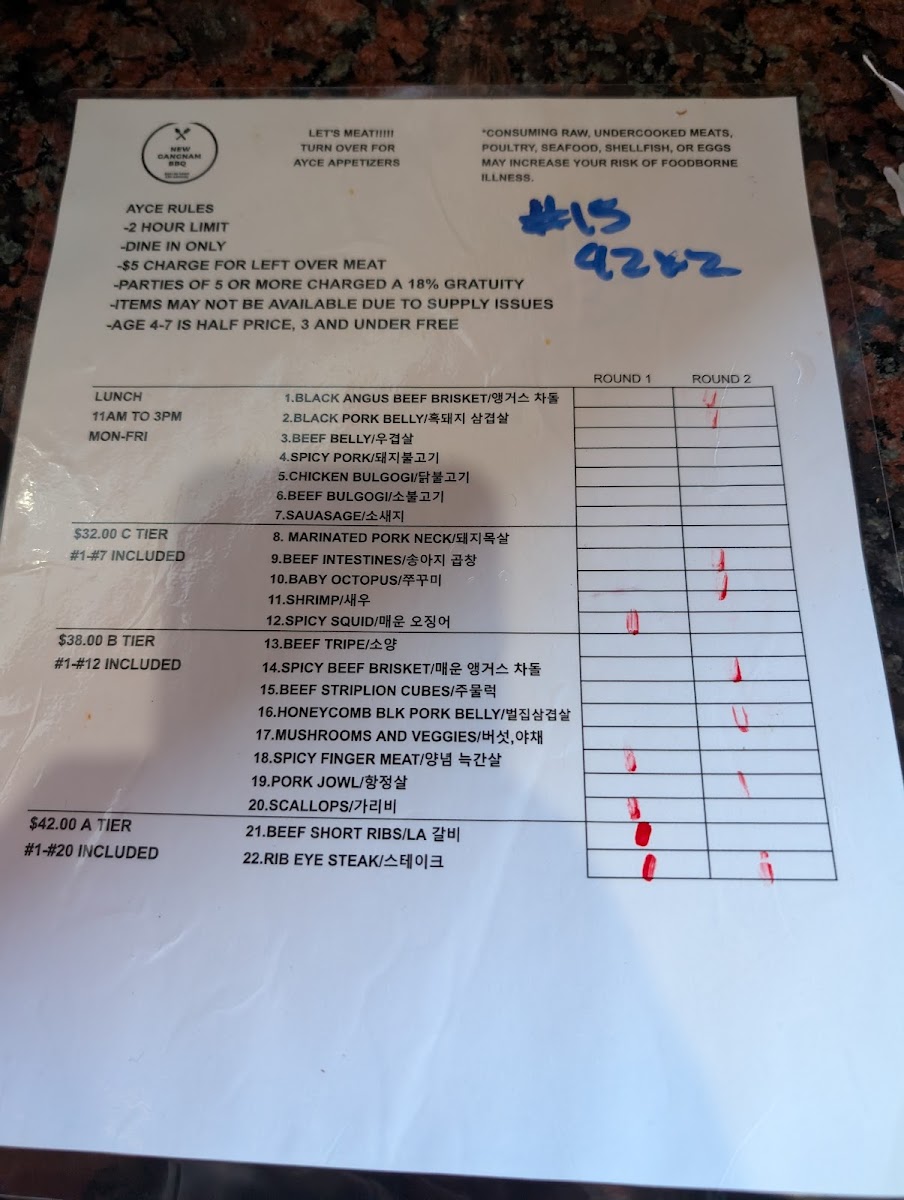 NEW
GANGNAM
BBQ
LET'S MEAT!!!!!
TURN OVER FOR
AYCE APPETIZERS
*CONSUMING RAW, UNDERCOOKED MEATS,
POULTRY, SEAFOOD, SHELLFISH, OR EGGS
MAY INCREASE YOUR RISK OF FOODBORNE
ILLNESS.
#15
AYCE RULES
-2 HOUR LIMIT
-DINE IN ONLY
-$5 CHARGE FOR LEFT OVER MEAT
-PARTIES OF 5 OR MORE CHARGED A 18% GRATUITY
-ITEMS MAY NOT BE AVAILABLE DUE TO SUPPLY ISSUES
-AGE 4-7 IS HALF PRICE, 3 AND UNDER FREE
ROUND 1 ROUND 2
LUNCH 1.BLACK ANGUS BEEF BRISKET/앵거스 차돌
11AM TO 3PM 2.BLACK PORK BELLY/흑돼지 삼겹살
MON-FRI 3.BEEF BELLY/우겹살
4.SPICY PORK/돼지불고기
5.CHICKEN BULGOGI/닭불고기
6.BEEF BULGOGI/소불고기
7.SAUASAGE/소새지
$32.00 C TIER 8. MARINATED PORK NECK/돼지목살
#1-#7 INCLUDED 9.BEEF INTESTINES/송아지 곱창
10.BABY OCTOPUS/쭈꾸미
11.SHRIMP/새우
12.SPICY SQUID/매운 오징어
$38.00 B TIER 13.BEEF TRIPE/소양
#1-#12 INCLUDED 14.SPICY BEEF BRISKET/매운 앵거스 차돌
15.BEEF STRIPLION CUBES/주물럭
16.HONEYCOMB BLK PORK BELLY/벌집삼겹살
17.MUSHROOMS AND VEGGIES/버섯,야채
18.SPICY FINGER MEAT/양념 늑간살
19.PORK JOWL/항정살
20.SCALLOPS/가리비
$42.00 A TIER 21.BEEF SHORT RIBS/LA 갈비
#1-#20 INCLUDED 22.RIB EYE STEAK/스테이크